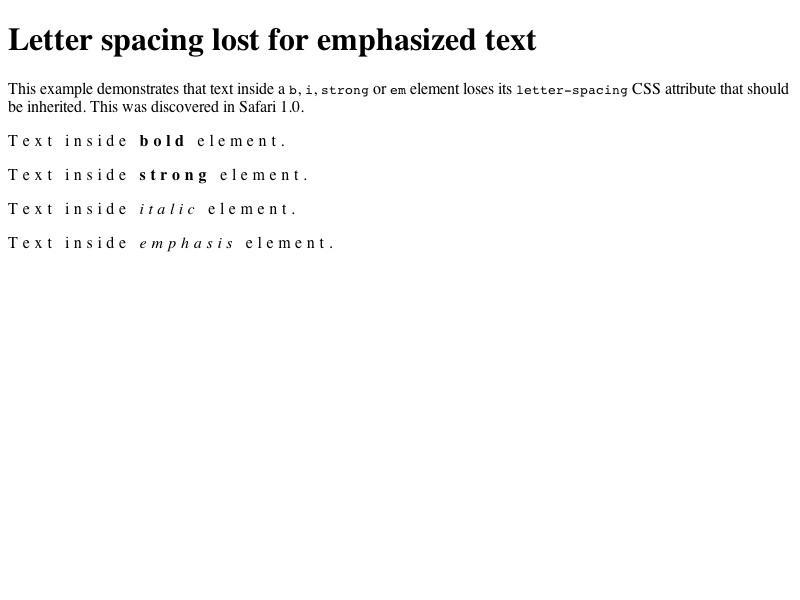 Letter spacing lost for emphasized text
This example demonstrates that text inside a b, i, strong or em element loses its letter-spacing CSS attribute that should
be inherited. This was discovered in Safari 1.0.
Text inside bold element.
Text inside strong element.
Text inside italic element.
Text inside emphasis element.